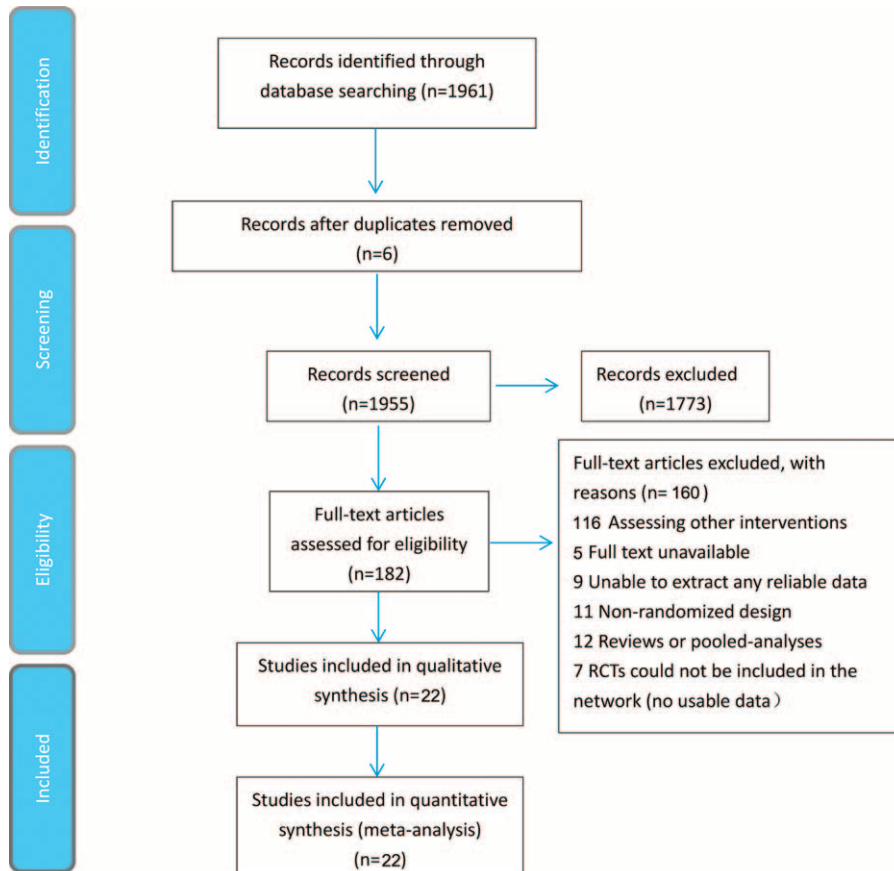 Identification
Records identified through
database searching (n=1961)
Records after duplicates removed
(n=6)
Screening
Records screened
(n=1955)
Records excluded
(n=1773)
Eligibility
Full-text articles
assessed for eligibility
(n=182)
Full-text articles excluded, with
reasons (n= 160)
116 Assessing other interventions
5 Full text unavailable
9 Unable to extract any reliable data
11 Non-randomized design
12 Reviews or pooled-analyses
7 RCTs could not be included in the
network (no usable data）
Studies included in qualitative
synthesis (n=22)
Included
Studies included in quantitative
synthesis (meta-analysis)
(n=22)